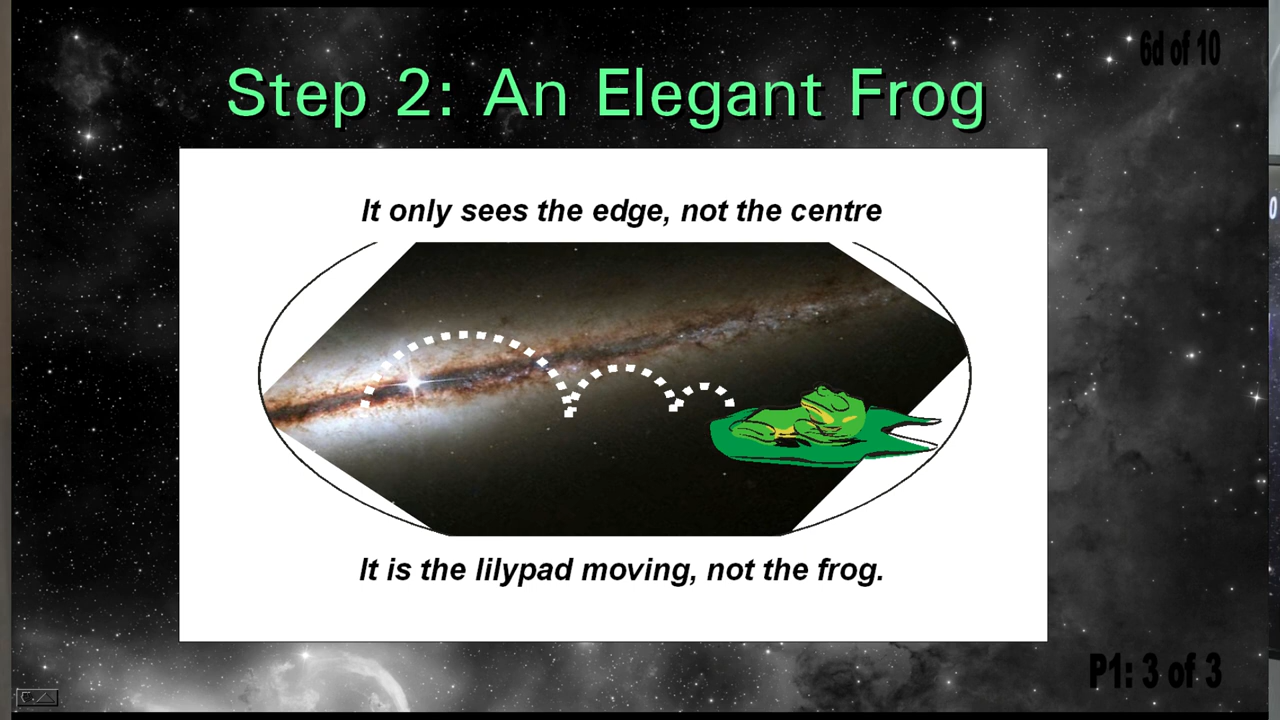 6d of 10
Step 2: An Elegant Frog
It only sees the edge, not the centre
It is the lilypad moving, not the frog.
P1: 3 of 3